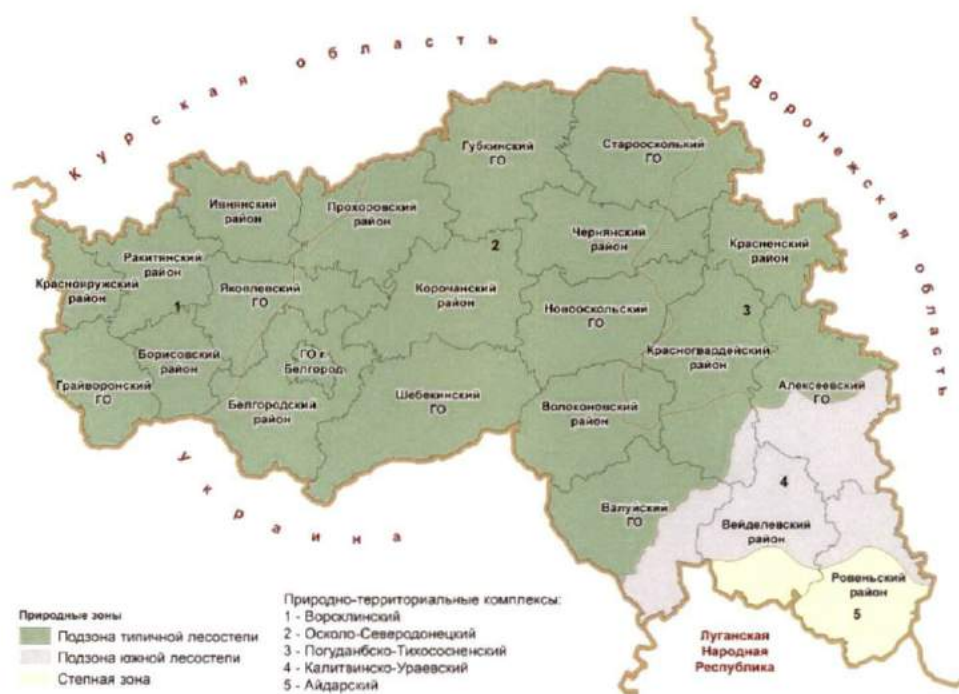 Курская область
Воронежская область
Губкинский
ГО
Старооскольский
ГО
Ивнянский
район
Прохоровский
район
Чернянский
район
Красненский
район
Ракитянский
район
Краснояружский
район
Яковлевский
ГО
Корочанский
район
2
1
Новооскольский
ГО
3
Борисовский
район
ГО г.
Белгород
Красногвардейский
район
Грайворонский
ГО
Белгородский
район
Шебекинский
ГО
Волоконовский
район
Алексеевский
ГО
Украина
Валуйский
ГО
4
Вейделевский
район
Ровеньский
район
5
Луганская
Народная
Республика
Природные зоны
Подзона типичной лесостепи
Подзона южной лесостепи
Степная зона
Природно-территориальные комплексы:
1 - Ворсклинский
2 - Осколо-Северодонецкий
3 - Погуданбско-Тихососненский
4 - Калитвинско-Ураевский
5 - Айдарский